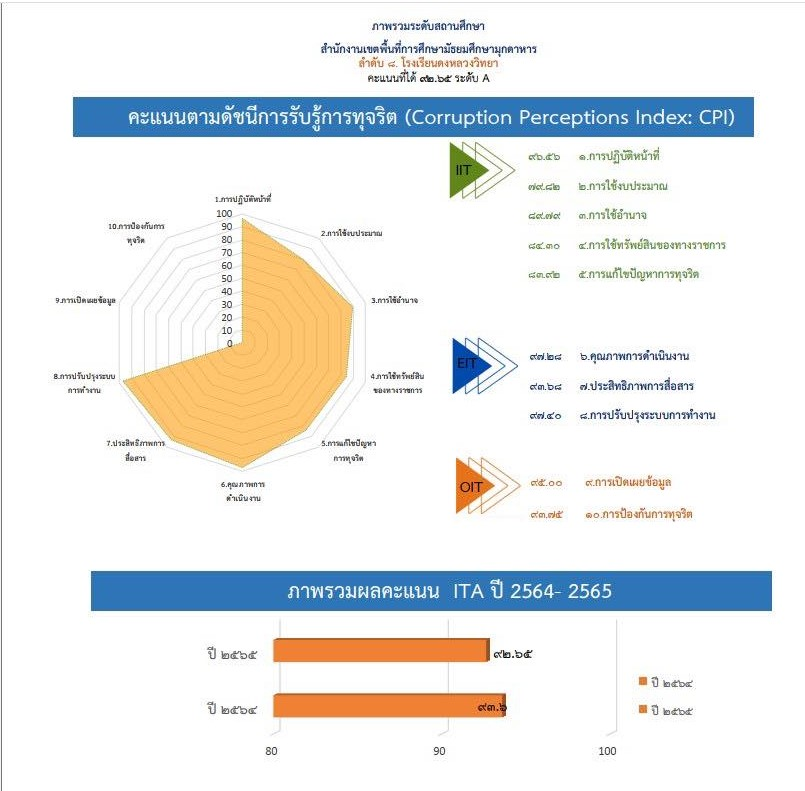 ภาพรวมระดับสถานศึกษา
สำนักงานเขตพื้นที่การศึกษามัธยมศึกษามุกดาหาร
ลำดับ ๘. โรงเรียนดงหลวงวิทยา
คะแนนที่ได้ ๙๒.๖๕ ระดับ A
คะแนนตามดัชนีการรับรู้การทุจริต (Corruption Perceptions Index: CPI)
1.การปฏิบัติหน้าที่
2.การใช้งบประมาณ
3.การใช้อำนาจ
4.การใช้ทรัพย์สิน
ของทางราชการ
5.การแก้ไขปัญหา
การทุจริต
6.คุณภาพการ
ดำเนินงาน
7.ประสิทธิภาพการ
สื่อสาร
8.การปรับปรุงระบบ
การทำงาน
9.การเปิดเผยข้อมูล
10.การป้องกันการ
ทุจริต
100
90
80
70
60
50
40
30
20
10
0
IIT
๙๖.๕๖ ๑.การปฏิบัติหน้าที่
๗๙.๘๒ ๒.การใช้งบประมาณ
๘๙.๗๙ ๓.การใช้อำนาจ
๘๔.๓๐ ๔.การใช้ทรัพย์สินของทางราชการ
๘๓.๙๒ ๕.การแก้ไขปัญหาการทุจริต
EIT
๙๗.๒๘ ๖.คุณภาพการดำเนินงาน
๙๓.๖๘ ๗.ประสิทธิภาพการสื่อสาร
๙๗.๔๐ ๘.การปรับปรุงระบบการทำงาน
OIT
๙๕.๐๐ ๙.การเปิดเผยข้อมูล
๙๓.๗๕ ๑๐.การป้องกันการทุจริต
ภาพรวมผลคะแนน ITA ปี 2564- 2565
ปี ๒๕๖๕ ๙๒.๖๕
ปี ๒๕๖๔ ๙๓.๖
80 90 100
ปี ๒๕๖๔
ปี ๒๕๖๕